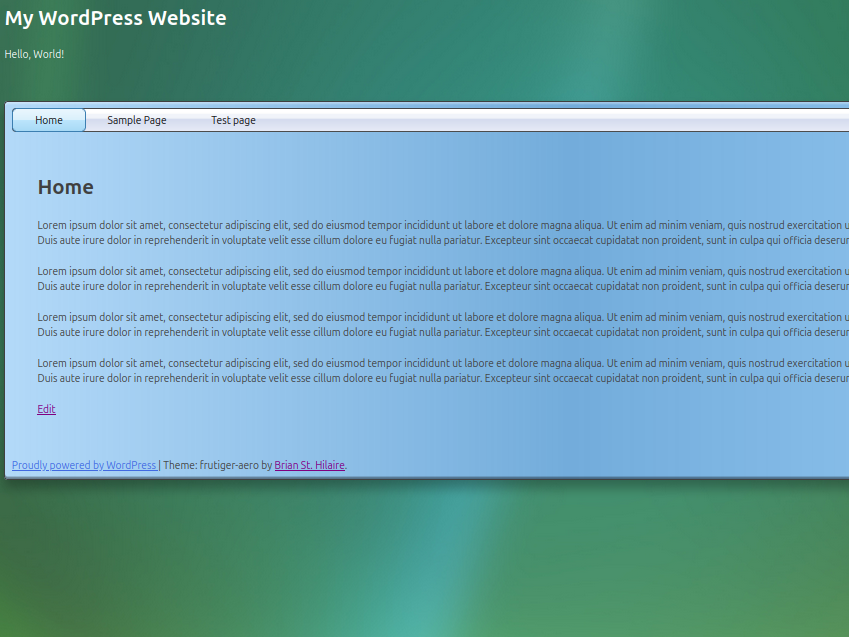 My WordPress Website
Hello, World!
Home Sample Page Test page
Home
Lorem ipsum dolor sit amet, consectetur adipiscing elit, sed do eiusmod tempor incididunt ut labore et dolore magna aliqua. Ut enim ad minim veniam, quis nostrud exercitation u
Duis aute irure dolor in reprehenderit in voluptate velit esse cillum dolore eu fugiat nulla pariatur. Excepteur sint occaecat cupidatat non proident, sunt in culpa qui officia deserun
Lorem ipsum dolor sit amet, consectetur adipiscing elit, sed do eiusmod tempor incididunt ut labore et dolore magna aliqua. Ut enim ad minim veniam, quis nostrud exercitation u
Duis aute irure dolor in reprehenderit in voluptate velit esse cillum dolore eu fugiat nulla pariatur. Excepteur sint occaecat cupidatat non proident, sunt in culpa qui officia deserun
Lorem ipsum dolor sit amet, consectetur adipiscing elit, sed do eiusmod tempor incididunt ut labore et dolore magna aliqua. Ut enim ad minim veniam, quis nostrud exercitation u
Duis aute irure dolor in reprehenderit in voluptate velit esse cillum dolore eu fugiat nulla pariatur. Excepteur sint occaecat cupidatat non proident, sunt in culpa qui officia deserun
Lorem ipsum dolor sit amet, consectetur adipiscing elit, sed do eiusmod tempor incididunt ut labore et dolore magna aliqua. Ut enim ad minim veniam, quis nostrud exercitation u
Duis aute irure dolor in reprehenderit in voluptate velit esse cillum dolore eu fugiat nulla pariatur. Excepteur sint occaecat cupidatat non proident, sunt in culpa qui officia deserun
Edit
Proudly powered by WordPress | Theme: frutiger-aero by Brian St. Hilaire.